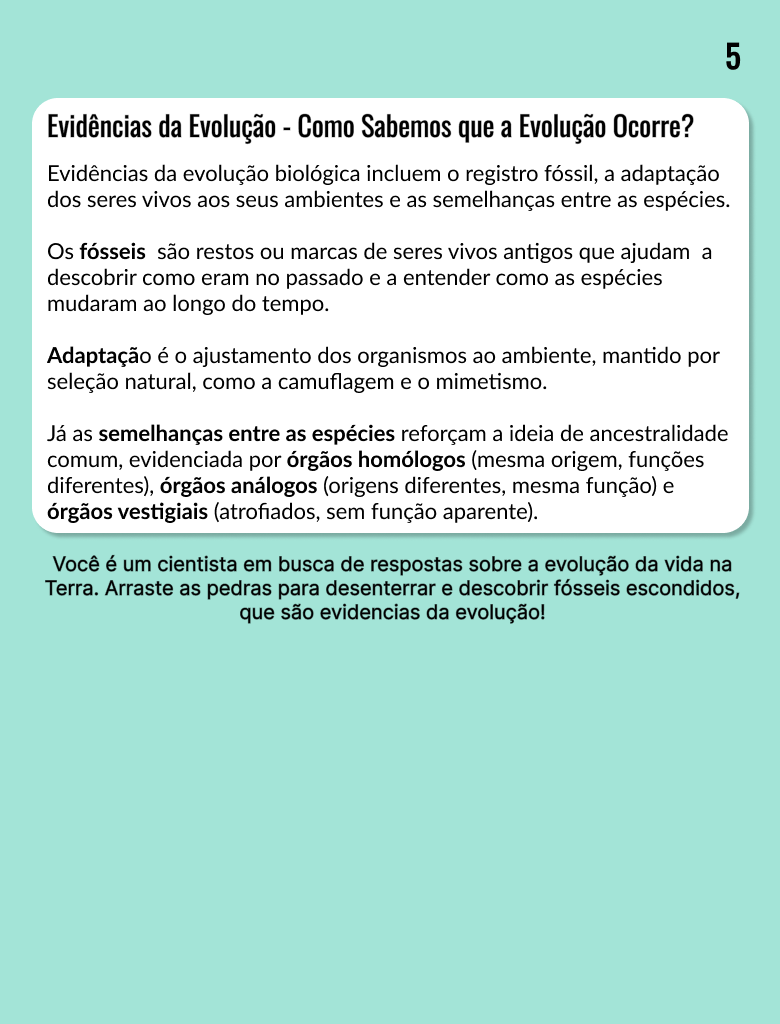 5
Evidências da Evolução - Como Sabemos que a Evolução Ocorre?
Evidências da evolução biológica incluem o registro fóssil, a adaptação
dos seres vivos aos seus ambientes e as semelhanças entre as espécies.
Os fósseis  são restos ou marcas de seres vivos antigos que ajudam  a
descobrir como eram no passado e a entender como as espécies
mudaram ao longo do tempo.
Adaptação é o ajustamento dos organismos ao ambiente, mantido por
seleção natural, como a camuflagem e o mimetismo.
Já as semelhanças entre as espécies reforçam a ideia de ancestralidade
comum, evidenciada por órgãos homólogos (mesma origem, funções
diferentes), órgãos análogos (origens diferentes, mesma função) e
órgãos vestigiais (atrofiados, sem função aparente).
Você é um cientista em busca de respostas sobre a evolução da vida na
Terra. Arraste as pedras para desenterrar e descobrir fósseis escondidos,
que são evidencias da evolução!